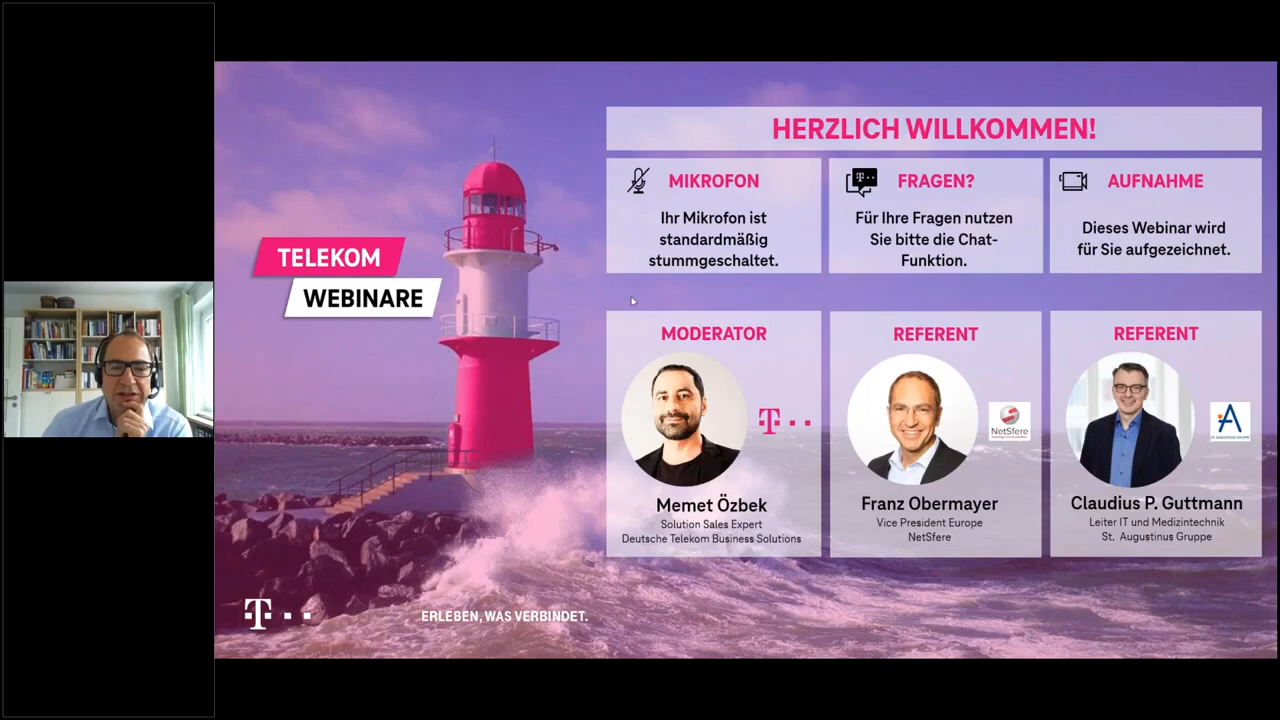 HERZLICH WILLKOMMEN!
MIKROFON
Ihr Mikrofon ist
standardmäßig
stummgeschaltet.
FRAGEN?
Für Ihre Fragen nutzen
Sie bitte die Chat-
Funktion.
AUFNAHME
Dieses Webinar wird
für Sie aufgezeichnet.
TELEKOM
WEBINARE
MODERATOR
T
Memet Özbek
Solution Sales Expert
Deutsche Telekom Business Solutions
REFERENT
NetSfere
Franz Obermayer
Vice President Europe
NetSfere
REFERENT
A
ST. AUGUSTINUS GRUPPE
Claudius P. Guttmann
Leiter IT und Medizintechnik
St. Augustinus Gruppe
T
ERLEBEN, WAS VERBINDET.